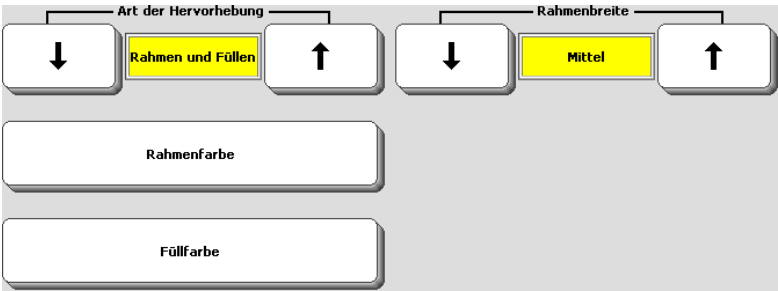 Art der Hervorhebung
Rahmenbreite
Rahmen und Füllen
Mittel
Rahmenfarbe
Füllfarbe